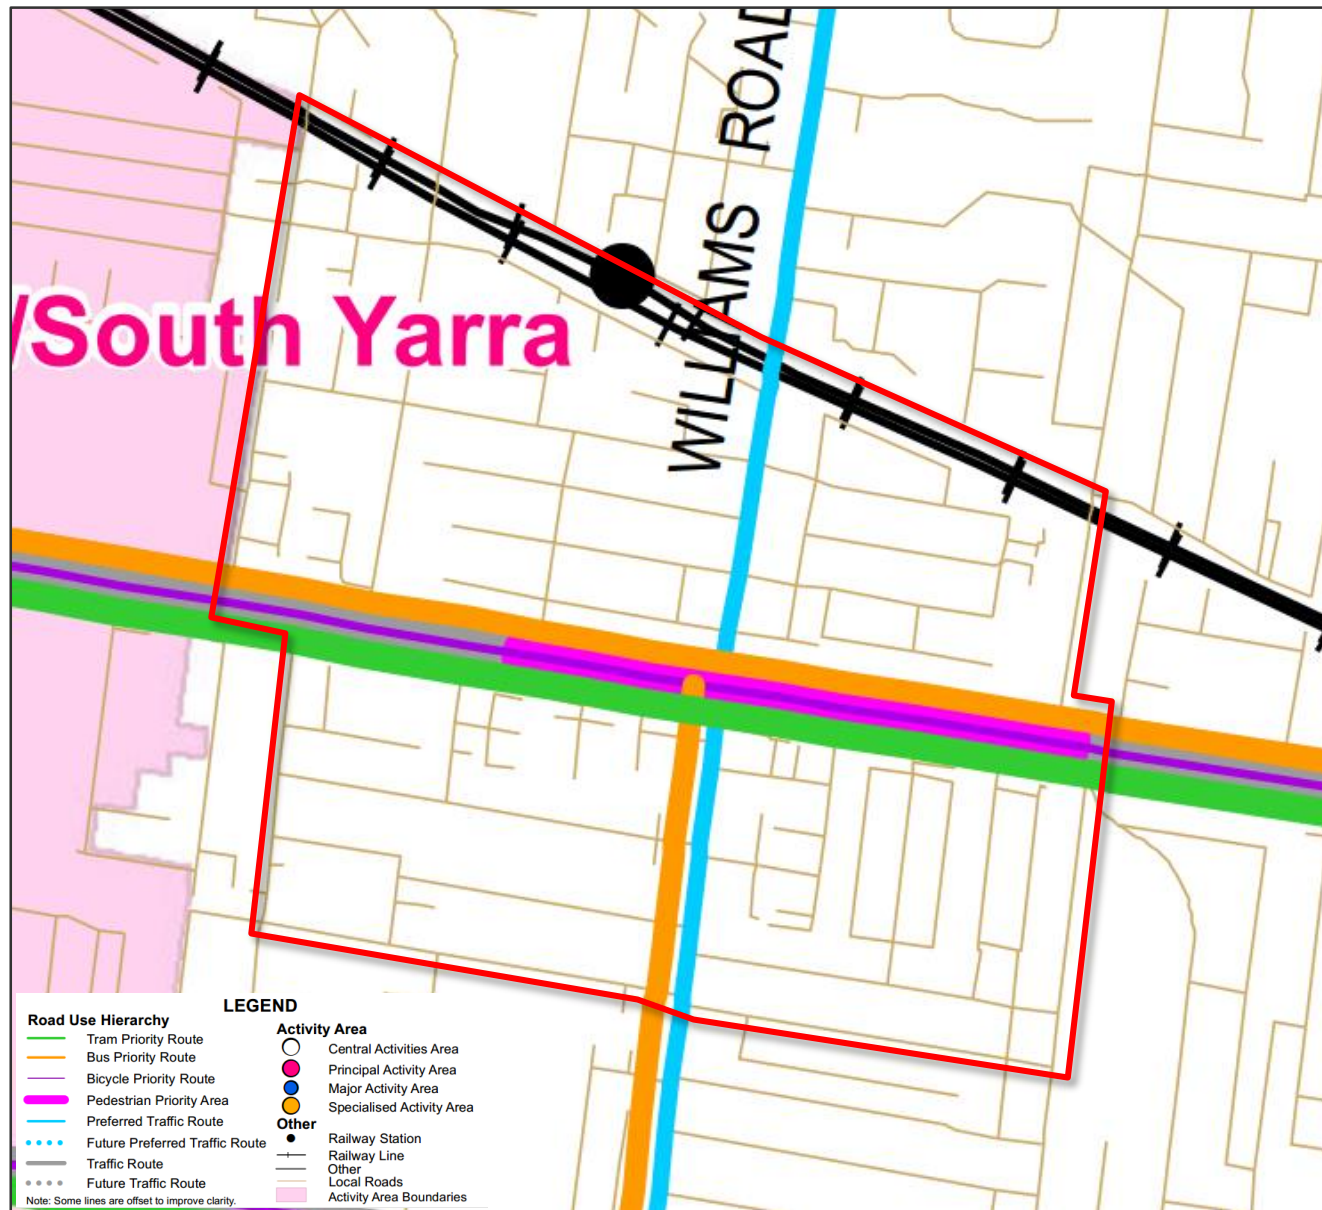 WILLIAMS ROAD
/South Yarra
LEGEND
Road Use Hierarchy
Tram Priority Route
Bus Priority Route
Bicycle Priority Route
Pedestrian Priority Area
Preferred Traffic Route
Future Preferred Traffic Route
Traffic Route
Future Traffic Route
Note: Some lines are offset to improve clarity.
Activity Area
Central Activities Area
Principal Activity Area
Major Activity Area
Specialised Activity Area
Other
Railway Station
Railway Line
Other
Local Roads
Activity Area Boundaries